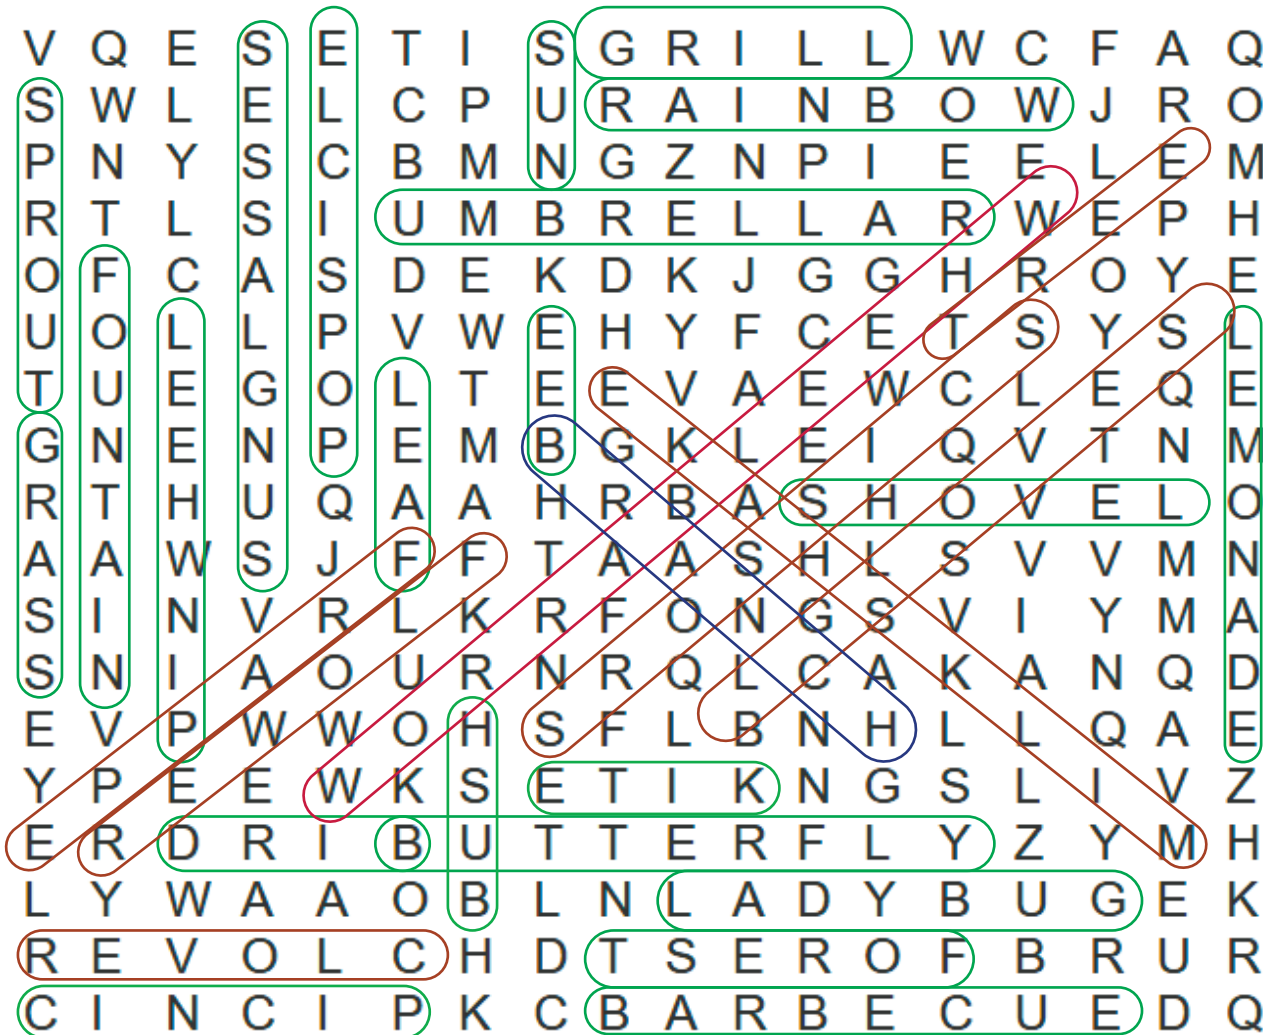 V Q E S E T I S G R I L L W C F A Q
S W L E L C P U R A I N B O W J R O
P N Y S C B M N G Z N P I E E L E M
R T L S I U M B R E L L A R W E P H
O F C A S D E K D K J G G H R O Y E
U O L L P V W E H Y F C E T S Y S L
T U E G O L T E E V A E W C L E Q E
G N E N P E M B G K L E I Q V T N M
R T H U Q A A H R B A S H O V E L O
A A W S J F F T A A S H L S V V M N
S I N V R L K R F O N G S V I Y M A
S N I A O U R N R Q L C A K A N Q D
E V P W W O H S F L B N H L L Q A E
Y P E E W K S E T I K N G S L I V Z
E R D R I B U T T E R F L Y Z Y M H
L Y W A A O B L N L A D Y B U G E K
R E V O L C H D T S E R O F B R U R
C I N C I P K C B A R B E C U E D Q